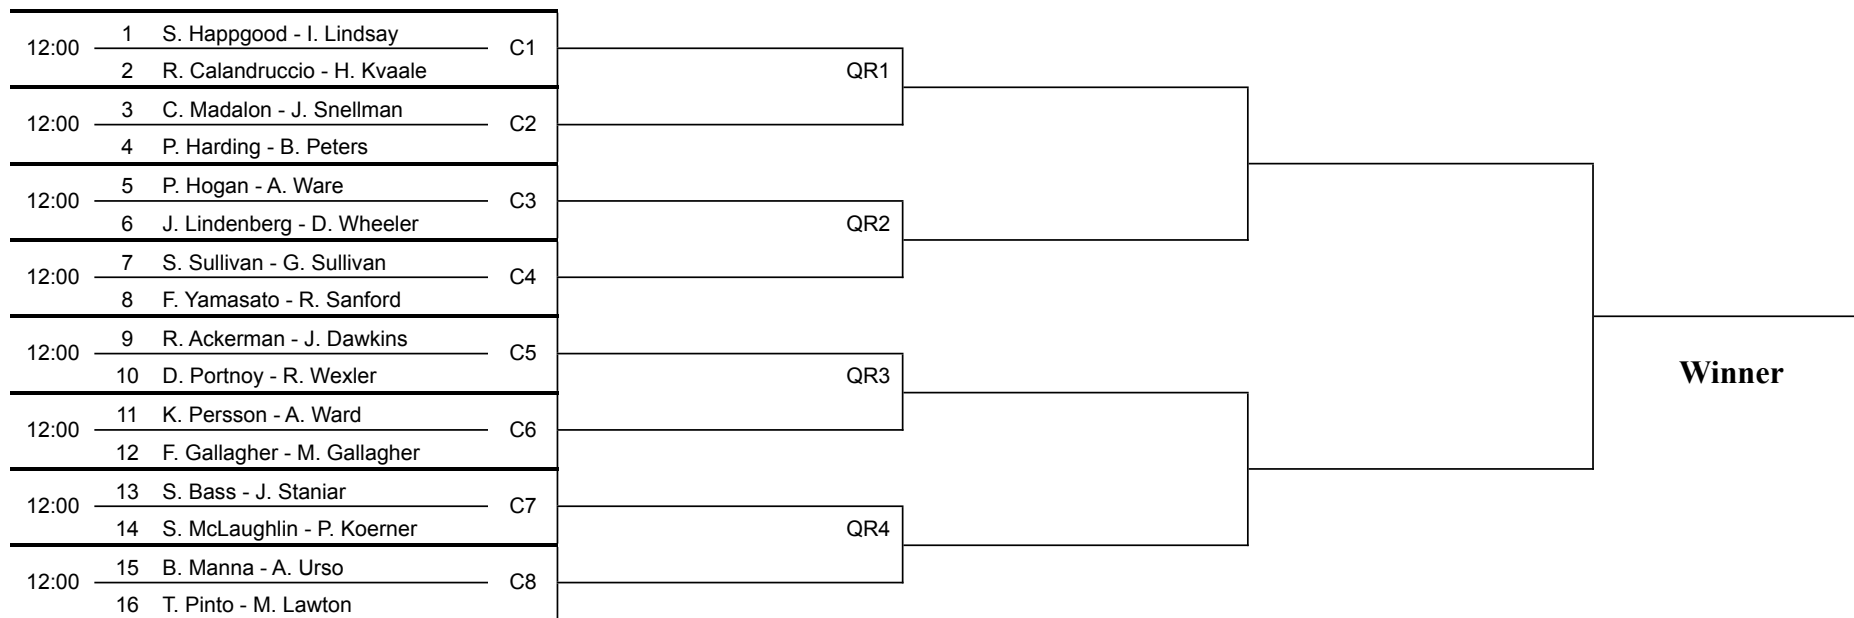 1 S. Happgood - I. Lindsay
12:00 C1
2 R. Calandruccio - H. Kvaale
QR1
3 C. Madalon - J. Snellman
12:00 C2
4 P. Harding - B. Peters
5 P. Hogan - A. Ware
12:00 C3
6 J. Lindenberg - D. Wheeler
QR2
7 S. Sullivan - G. Sullivan
12:00 C4
8 F. Yamasato - R. Sanford
9 R. Ackerman - J. Dawkins
12:00 C5
10 D. Portnoy - R. Wexler
QR3
Winner
11 K. Persson - A. Ward
12:00 C6
12 F. Gallagher - M. Gallagher
13 S. Bass - J. Staniar
12:00 C7
14 S. McLaughlin - P. Koerner
QR4
15 B. Manna - A. Urso
12:00 C8
16 T. Pinto - M. Lawton